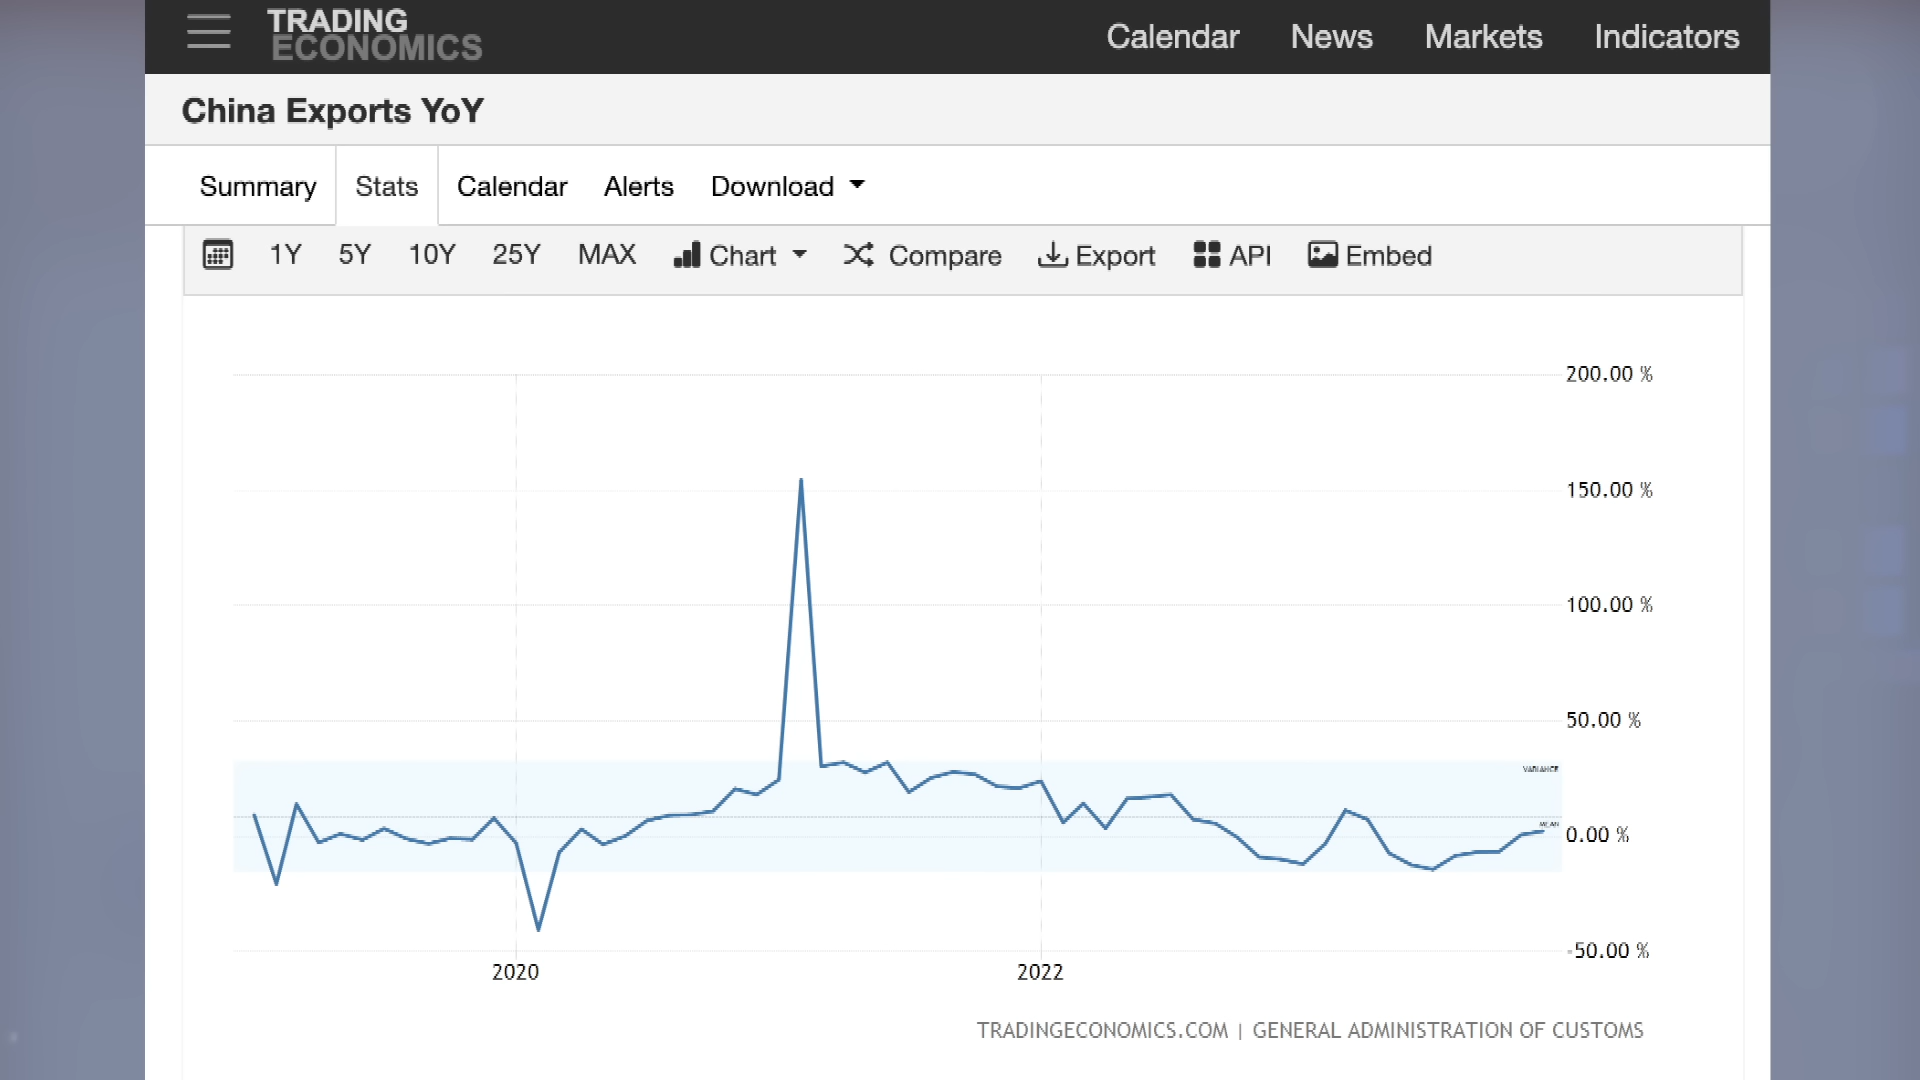 TRADING
ECONOMICS
Calendar News Markets Indicators
China Exports YoY
Summary Stats Calendar Alerts Download
1Y 5Y 10Y 25Y MAX Chart Compare Export API Embed
200.00 %
150.00 %
100.00 %
50.00 %
VARIANCE
MEAN
0.00 %
-50.00 %
2020 2022
TRADINGECONOMICS.COM | GENERAL ADMINISTRATION OF CUSTOMS